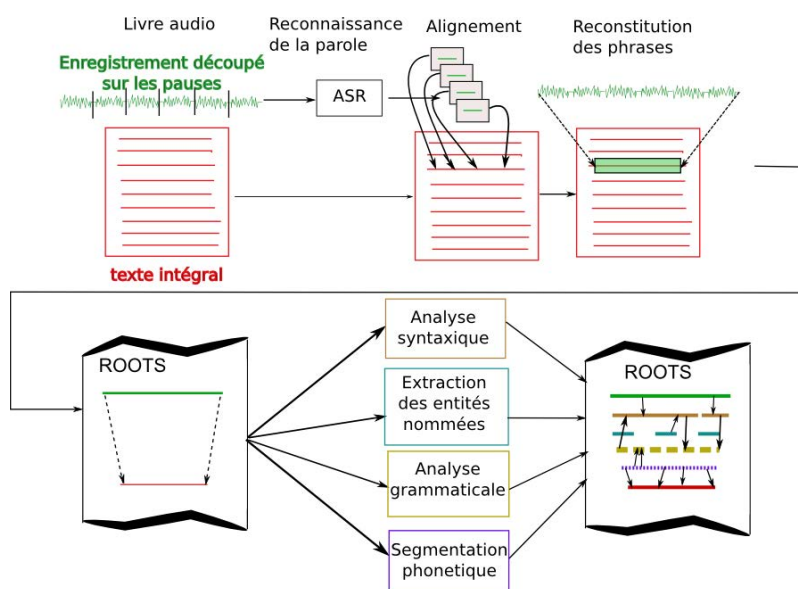 Livre audio
Enregistrement découpé
sur les pauses
texte intégral
Reconnaissance
de la parole
ASR
Alignement
Reconstitution
des phrases
ROOTS
Analyse
syntaxique
Extraction
des entités
nommées
Analyse
grammaticale
Segmentation
phonetique
ROOTS